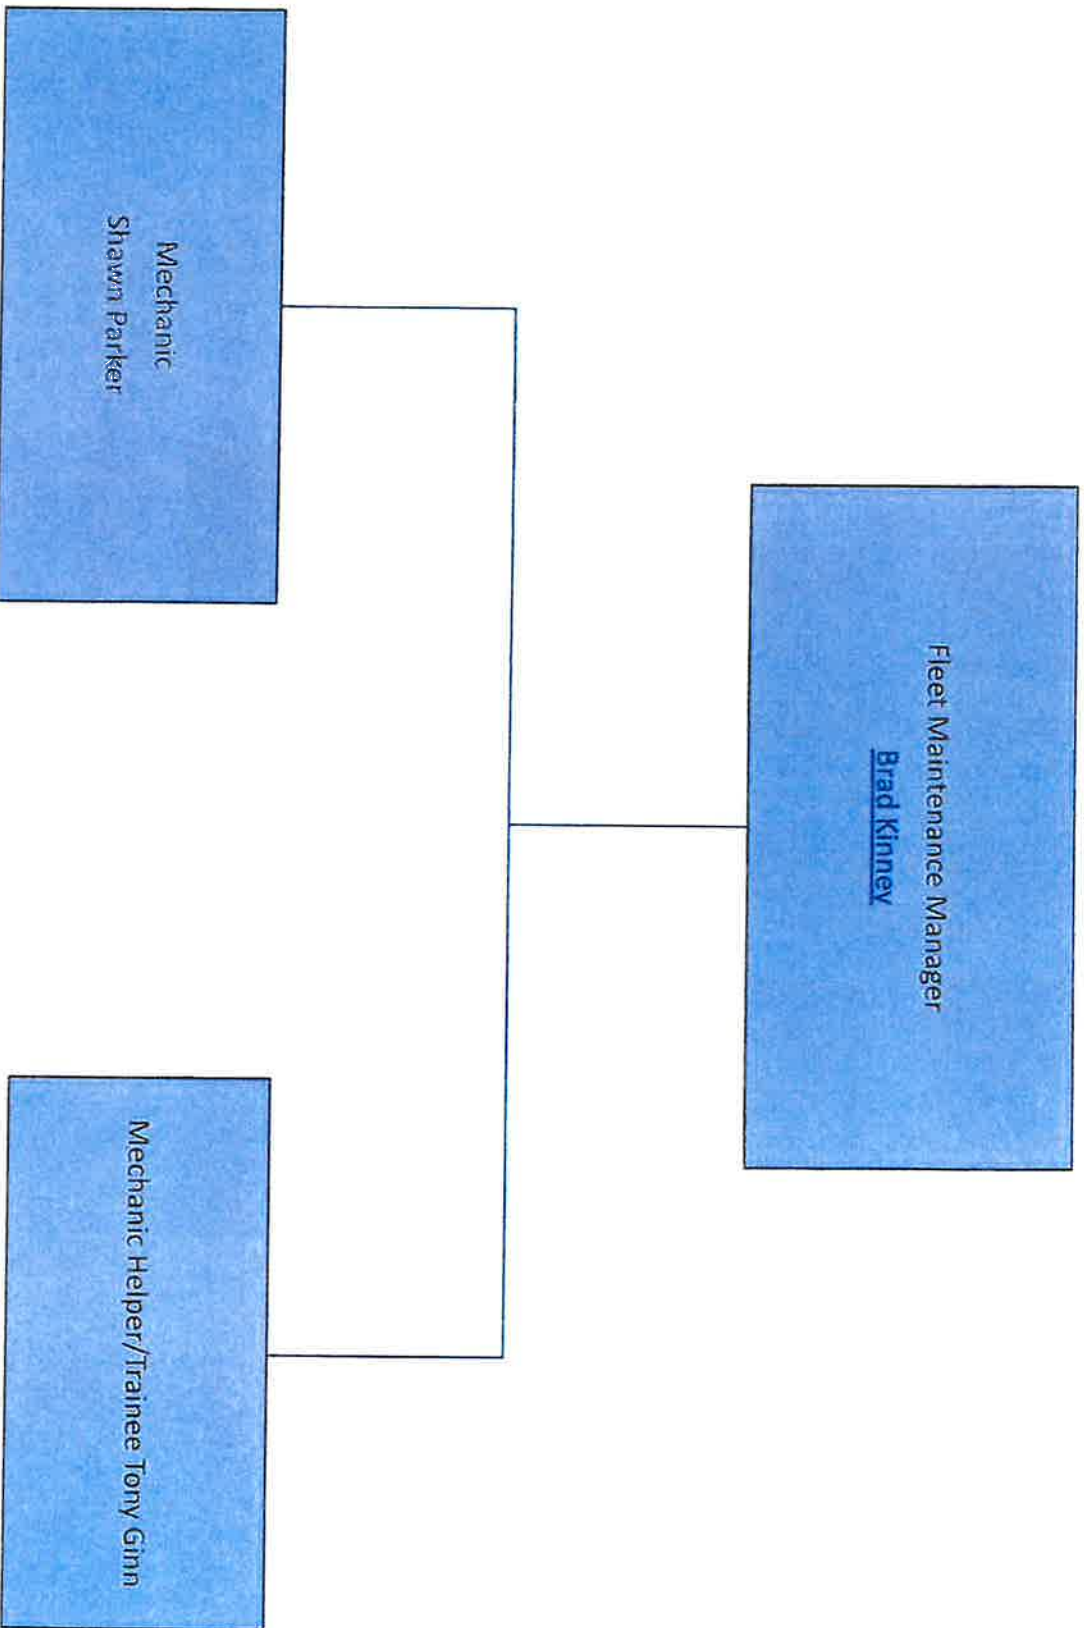 Fleet Maintenance Manager
Brad Kinney
Mechanic
Shawn Parker
Mechanic Helper/Trainee Tony Ginn